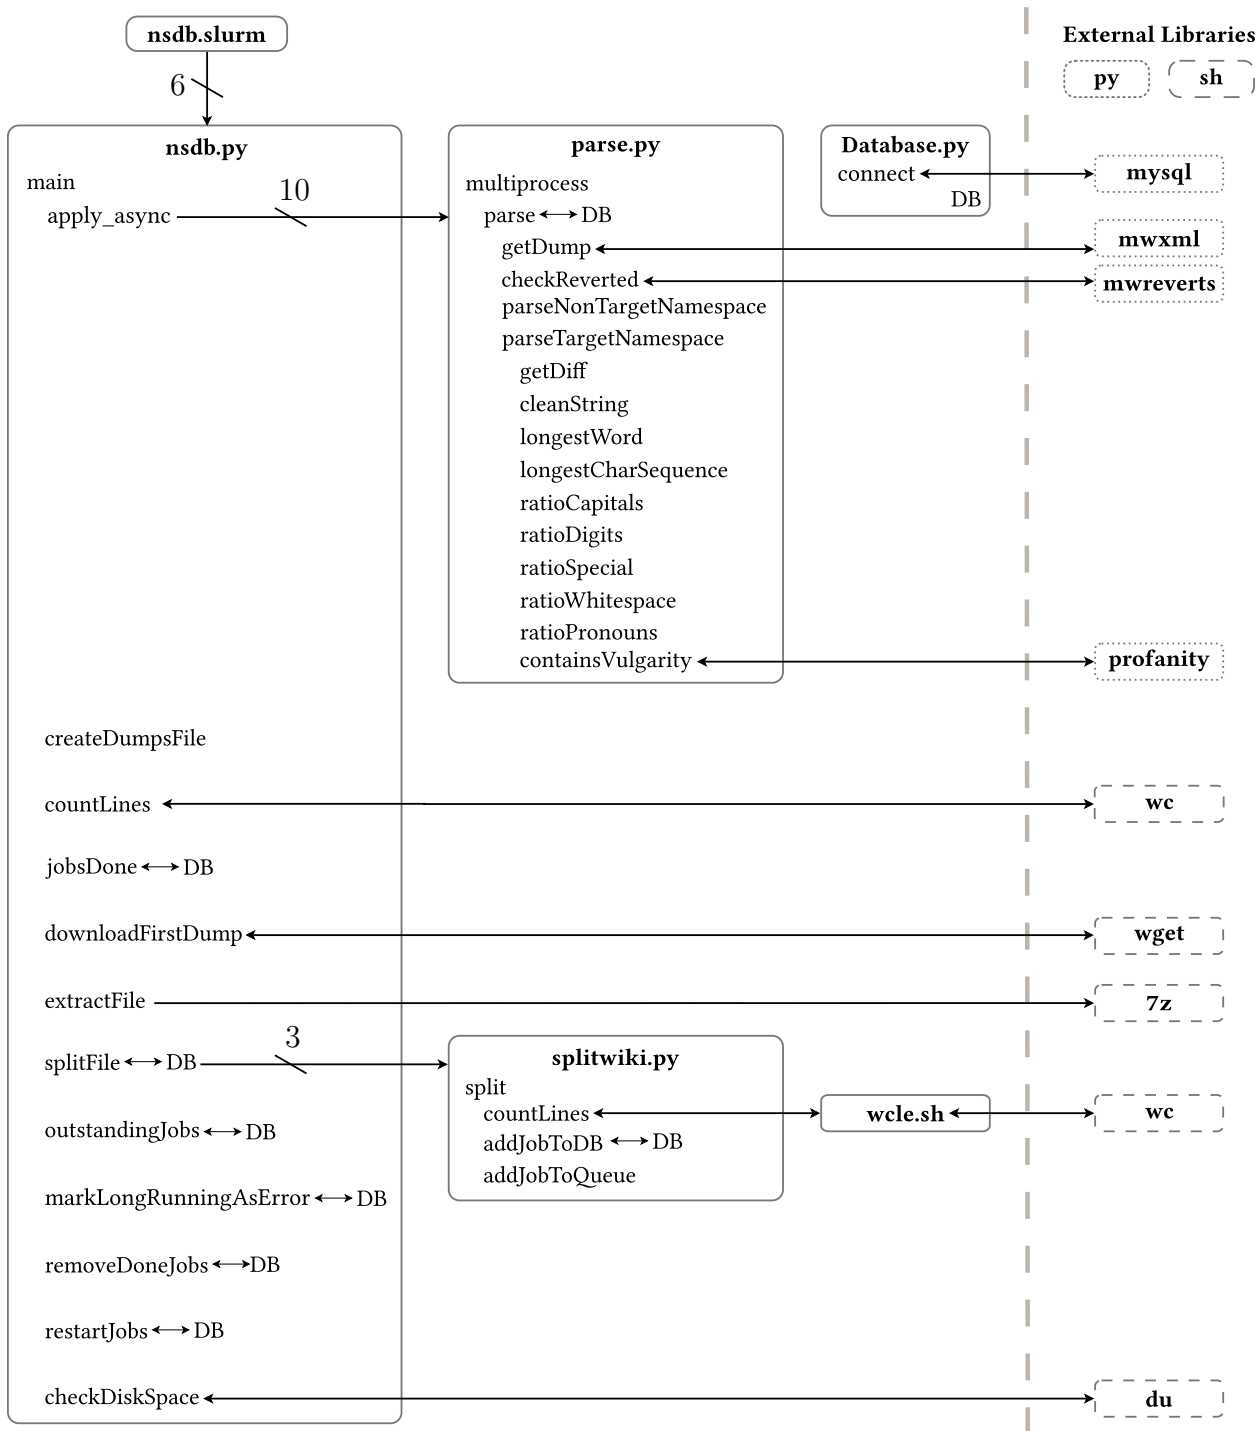 nsdb.slurm
6
External Libraries
py
sh
nsdb.py
main
apply_async
10
parse.py
multiprocess
parse DB
getDump
checkReverted
parseNonTargetNamespace
parseTargetNamespace
getDiff
cleanString
longestWord
longestCharSequence
ratioCapitals
ratioDigits
ratioSpecial
ratioWhitespace
ratioPronouns
containsVulgarity
Database.py
connect
DB
mysql
mwxml
mwreverts
profanity
createDumpsFile
countLines
wc
jobsDone DB
downloadFirstDump
wget
extractFile
7z
splitFile DB
3
splitwiki.py
split
countLines
addJobToDB DB
addJobToQueue
wcle.sh
wc
outstandingJobs DB
markLongRunningAsError DB
removeDoneJobs DB
restartJobs DB
checkDiskSpace
du